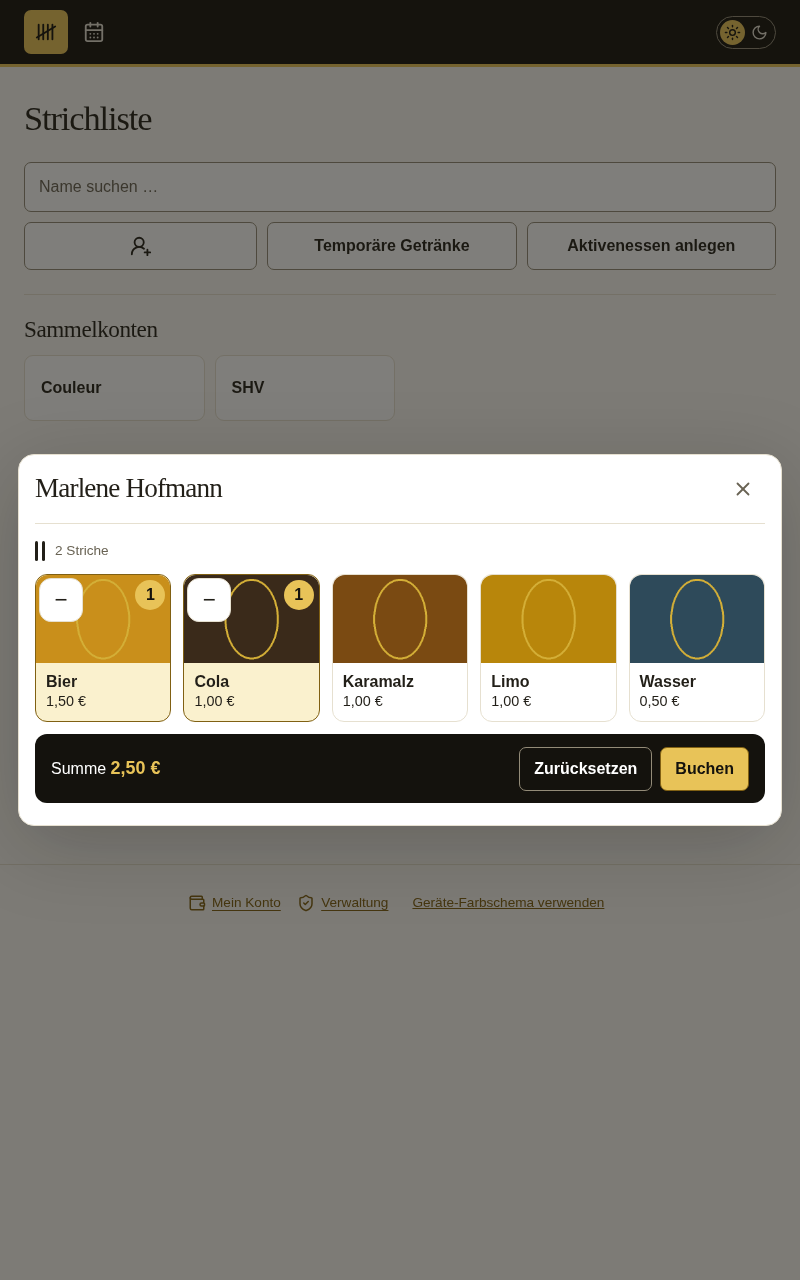 Strichliste
Name suchen …
Temporäre Getränke
Aktivenessen anlegen
Sammelkonten
Couleur
SHV
Marlene Hofmann
2 Striche
1
1
Bier
1,50 €
Cola
1,00 €
Karamalz
1,00 €
Limo
1,00 €
Wasser
0,50 €
Summe 2,50 €
Zurücksetzen
Buchen
Mein Konto
Verwaltung
Geräte-Farbschema verwenden